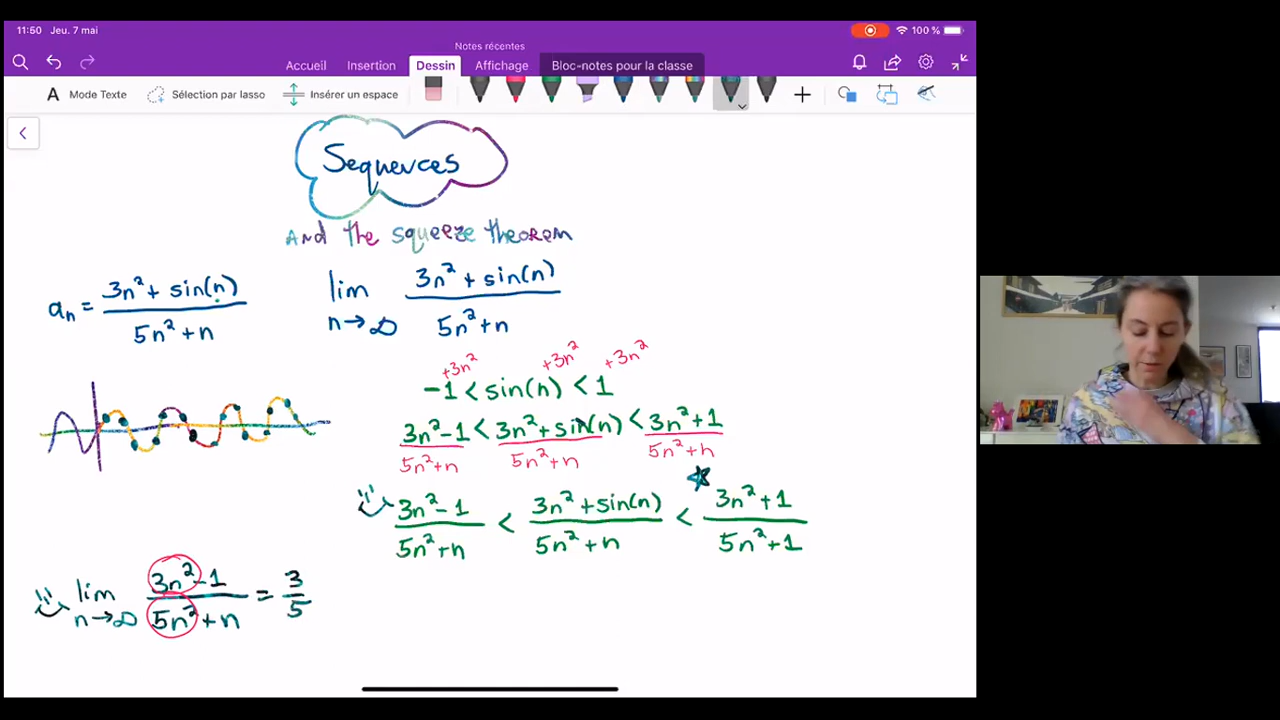 11:50 Jeu. 7 mai
100 %
Notes récentes
Accueil Insertion Dessin Affichage Bloc-notes pour la classe
A Mode Texte Sélection par lasso Insérer un espace
Sequences
And the squeeze theorem
aₙ = (3n² + sin(n))/(5n² + n)
lim n→∞ (3n² + sin(n))/(5n² + n)
+3n² +3n² +3n²
-1 < sin(n) < 1
(3n² - 1)/(5n² + n) < (3n² + sin(n))/(5n² + n) < (3n² + 1)/(5n² + n)
(3n² - 1)/(5n² + n) < (3n² + sin(n))/(5n² + n) < (3n² + 1)/(5n² + 1)
lim n→∞ (3n² - 1)/(5n² + n) = 3/5